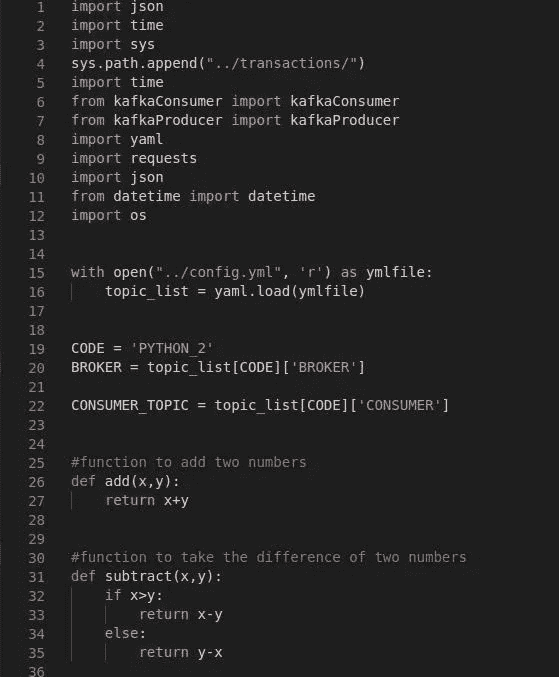 1 import json
2 import time
3 import sys
4 sys.path.append("../transactions/")
5 import time
6 from kafkaConsumer import kafkaConsumer
7 from kafkaProducer import kafkaProducer
8 import yaml
9 import requests
10 import json
11 from datetime import datetime
12 import os
13
14
15 with open("../config.yml", 'r') as ymlfile:
16     topic_list = yaml.load(ymlfile)
17
18
19 CODE = 'PYTHON_2'
20 BROKER = topic_list[CODE]['BROKER']
21
22 CONSUMER_TOPIC = topic_list[CODE]['CONSUMER']
23
24
25 #function to add two numbers
26 def add(x,y):
27     return x+y
28
29
30 #function to take the difference of two numbers
31 def subtract(x,y):
32     if x>y:
33         return x-y
34     else:
35         return y-x
36